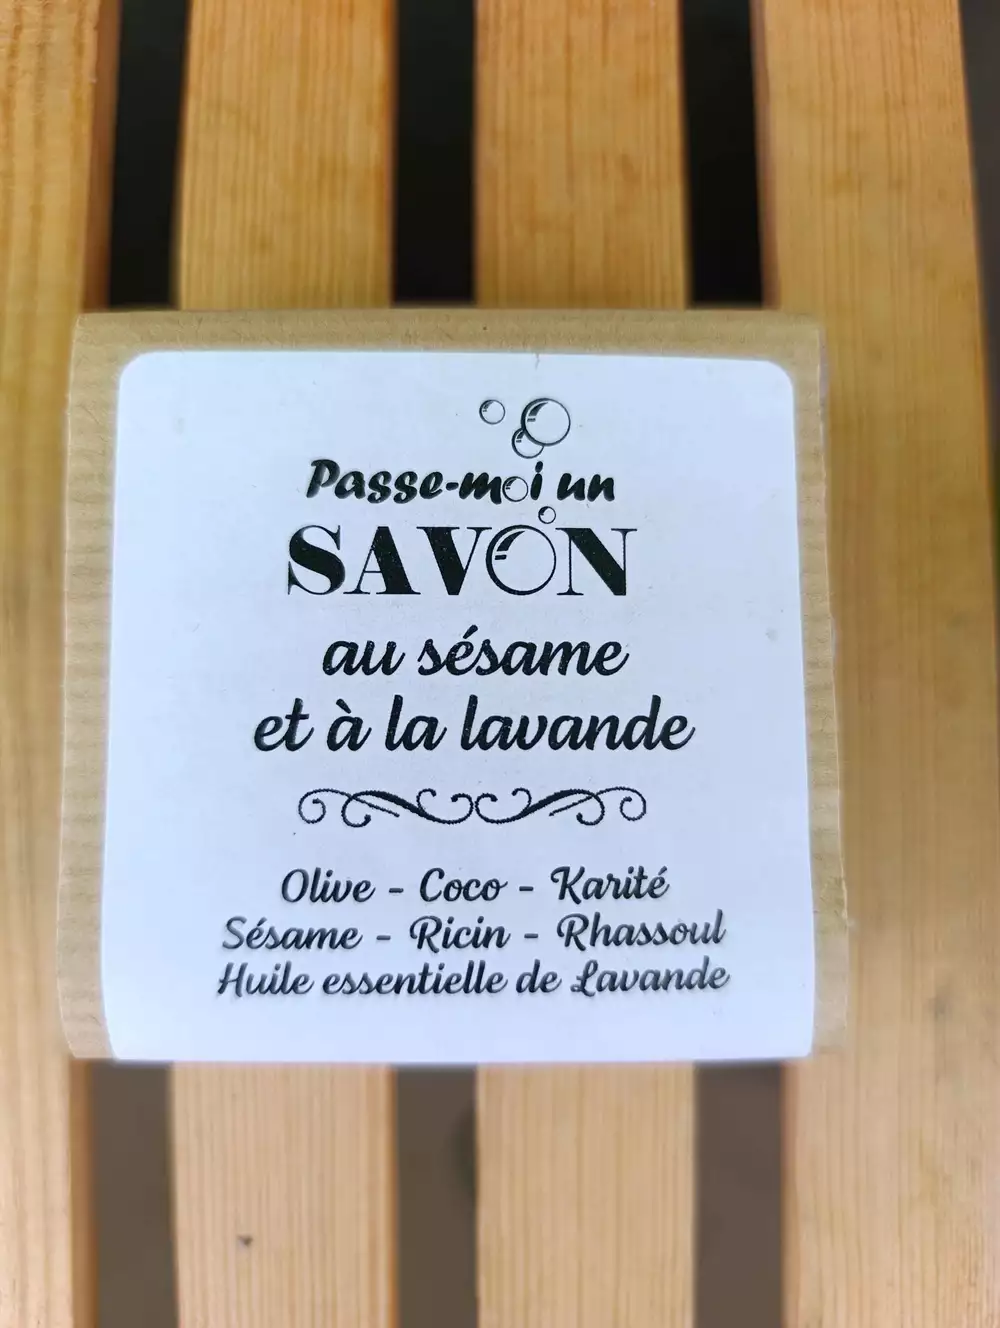 Passe-moi un
SAVON
au sésame
et à la lavande
Olive - Coco - Karité
Sésame - Ricin - Rhassoul
Huile essentielle de Lavande